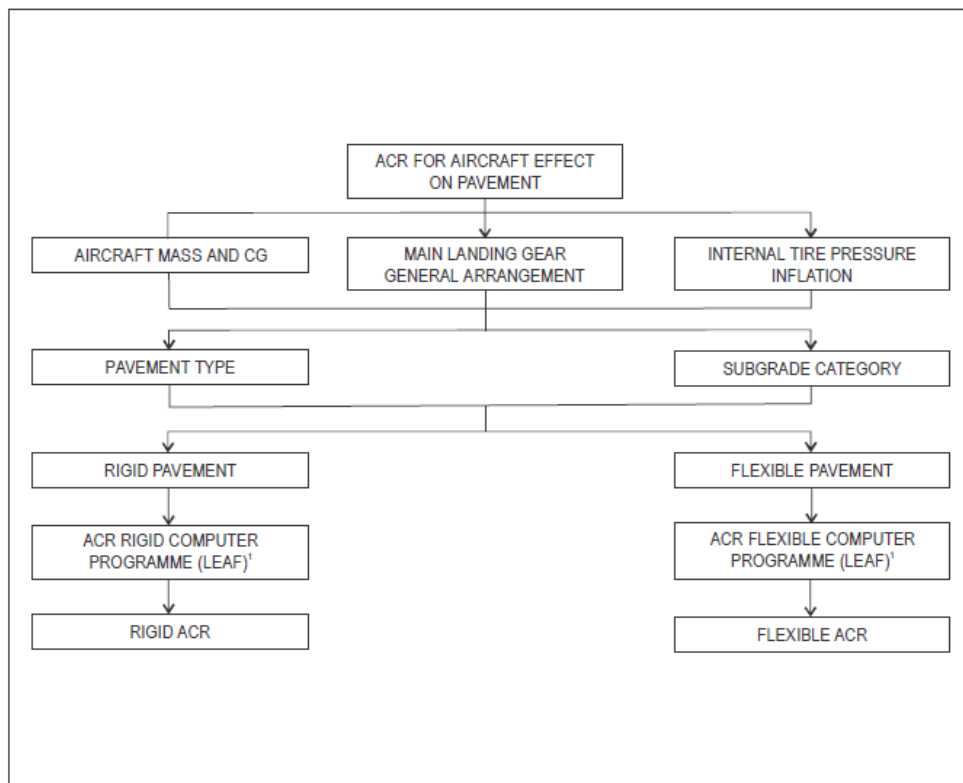 ACR FOR AIRCRAFT EFFECT
ON PAVEMENT
AIRCRAFT MASS AND CG
MAIN LANDING GEAR
GENERAL ARRANGEMENT
INTERNAL TIRE PRESSURE
INFLATION
PAVEMENT TYPE
SUBGRADE CATEGORY
RIGID PAVEMENT
FLEXIBLE PAVEMENT
ACR RIGID COMPUTER
PROGRAMME (LEAF)¹
ACR FLEXIBLE COMPUTER
PROGRAMME (LEAF)¹
RIGID ACR
FLEXIBLE ACR